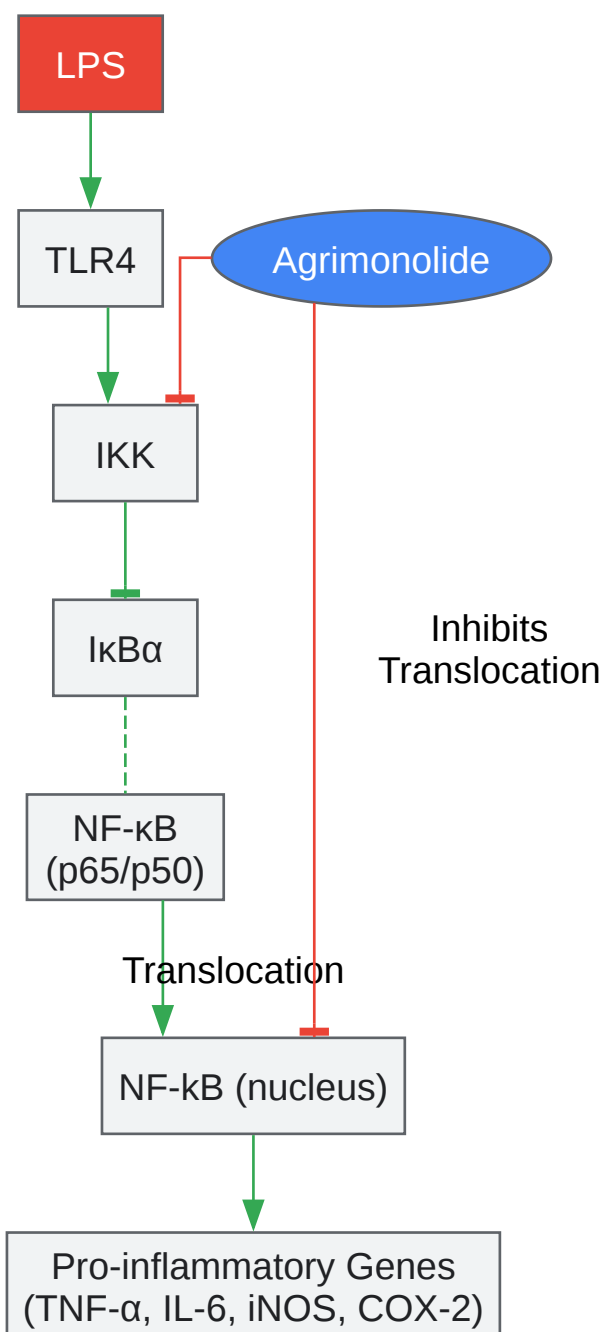 LPS
TLR4
Agrimonolide
IKK
IκBα
Inhibits
Translocation
NF-κB
(p65/p50)
Translocation
NF-kB (nucleus)
Pro-inflammatory Genes
(TNF-α, IL-6, iNOS, COX-2)